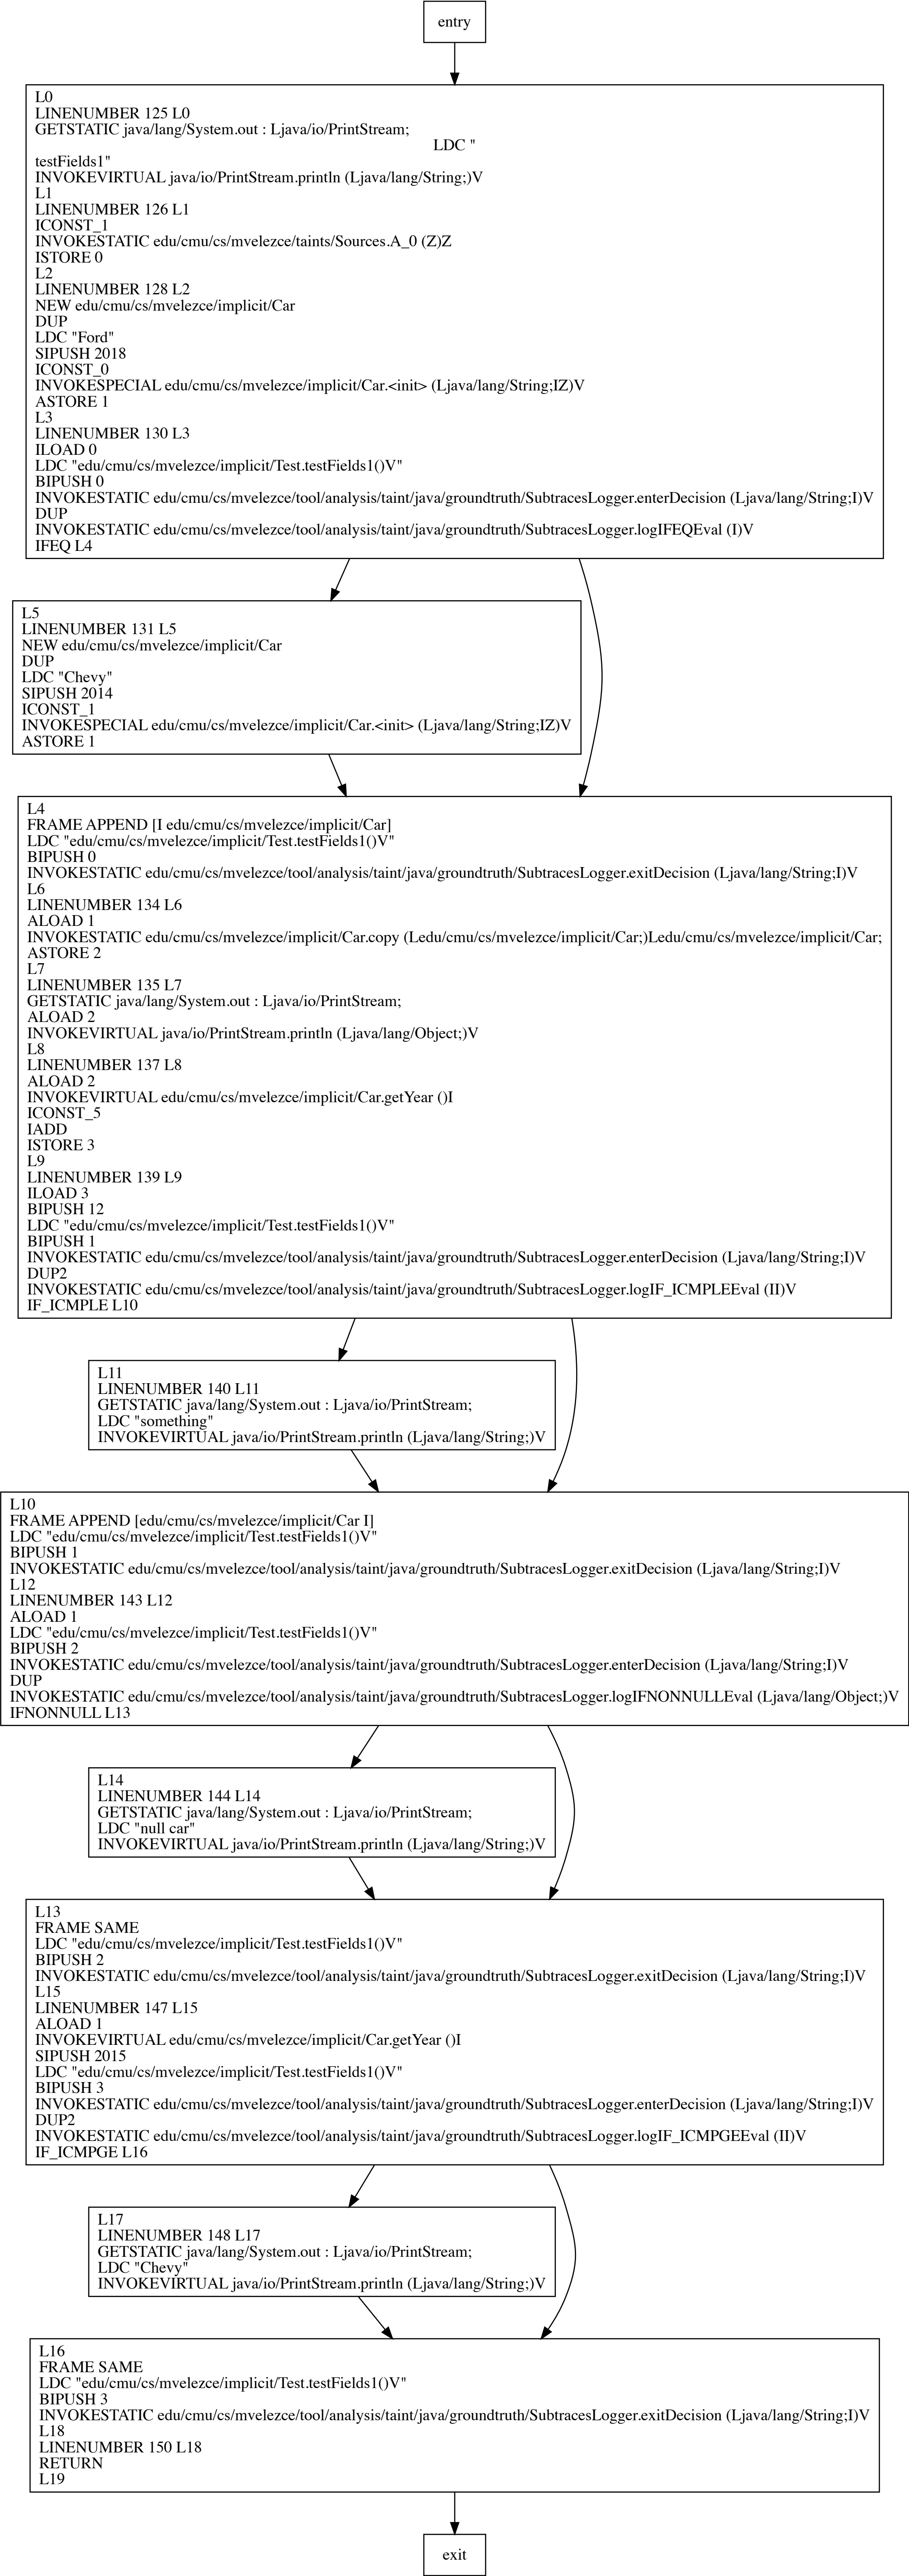 entry
L0
LINENUMBER 125 L0
GETSTATIC java/lang/System.out : Ljava/io/PrintStream;
LDC "
testFields1"
INVOKEVIRTUAL java/io/PrintStream.println (Ljava/lang/String;)V
L1
LINENUMBER 126 L1
ICONST_1
INVOKESTATIC edu/cmu/cs/mvelezce/taints/Sources.A_0 (Z)Z
ISTORE 0
L2
LINENUMBER 128 L2
NEW edu/cmu/cs/mvelezce/implicit/Car
DUP
LDC "Ford"
SIPUSH 2018
ICONST_0
INVOKESPECIAL edu/cmu/cs/mvelezce/implicit/Car.<init> (Ljava/lang/String;IZ)V
ASTORE 1
L3
LINENUMBER 130 L3
ILOAD 0
LDC "edu/cmu/cs/mvelezce/implicit/Test.testFields1()V"
BIPUSH 0
INVOKESTATIC edu/cmu/cs/mvelezce/tool/analysis/taint/java/groundtruth/SubtracesLogger.enterDecision (Ljava/lang/String;I)V
DUP
INVOKESTATIC edu/cmu/cs/mvelezce/tool/analysis/taint/java/groundtruth/SubtracesLogger.logIFEQEval (I)V
IFEQ L4
L5
LINENUMBER 131 L5
NEW edu/cmu/cs/mvelezce/implicit/Car
DUP
LDC "Chevy"
SIPUSH 2014
ICONST_1
INVOKESPECIAL edu/cmu/cs/mvelezce/implicit/Car.<init> (Ljava/lang/String;IZ)V
ASTORE 1
L4
FRAME APPEND [I edu/cmu/cs/mvelezce/implicit/Car]
LDC "edu/cmu/cs/mvelezce/implicit/Test.testFields1()V"
BIPUSH 0
INVOKESTATIC edu/cmu/cs/mvelezce/tool/analysis/taint/java/groundtruth/SubtracesLogger.exitDecision (Ljava/lang/String;I)V
L6
LINENUMBER 134 L6
ALOAD 1
INVOKESTATIC edu/cmu/cs/mvelezce/implicit/Car.copy (Ledu/cmu/cs/mvelezce/implicit/Car;)Ledu/cmu/cs/mvelezce/implicit/Car;
ASTORE 2
L7
LINENUMBER 135 L7
GETSTATIC java/lang/System.out : Ljava/io/PrintStream;
ALOAD 2
INVOKEVIRTUAL java/io/PrintStream.println (Ljava/lang/Object;)V
L8
LINENUMBER 137 L8
ALOAD 2
INVOKEVIRTUAL edu/cmu/cs/mvelezce/implicit/Car.getYear ()I
ICONST_5
IADD
ISTORE 3
L9
LINENUMBER 139 L9
ILOAD 3
BIPUSH 12
LDC "edu/cmu/cs/mvelezce/implicit/Test.testFields1()V"
BIPUSH 1
INVOKESTATIC edu/cmu/cs/mvelezce/tool/analysis/taint/java/groundtruth/SubtracesLogger.enterDecision (Ljava/lang/String;I)V
DUP2
INVOKESTATIC edu/cmu/cs/mvelezce/tool/analysis/taint/java/groundtruth/SubtracesLogger.logIF_ICMPLEEval (II)V
IF_ICMPLE L10
L11
LINENUMBER 140 L11
GETSTATIC java/lang/System.out : Ljava/io/PrintStream;
LDC "something"
INVOKEVIRTUAL java/io/PrintStream.println (Ljava/lang/String;)V
L10
FRAME APPEND [edu/cmu/cs/mvelezce/implicit/Car I]
LDC "edu/cmu/cs/mvelezce/implicit/Test.testFields1()V"
BIPUSH 1
INVOKESTATIC edu/cmu/cs/mvelezce/tool/analysis/taint/java/groundtruth/SubtracesLogger.exitDecision (Ljava/lang/String;I)V
L12
LINENUMBER 143 L12
ALOAD 1
LDC "edu/cmu/cs/mvelezce/implicit/Test.testFields1()V"
BIPUSH 2
INVOKESTATIC edu/cmu/cs/mvelezce/tool/analysis/taint/java/groundtruth/SubtracesLogger.enterDecision (Ljava/lang/String;I)V
DUP
INVOKESTATIC edu/cmu/cs/mvelezce/tool/analysis/taint/java/groundtruth/SubtracesLogger.logIFNONNULLEval (Ljava/lang/Object;)V
IFNONNULL L13
L14
LINENUMBER 144 L14
GETSTATIC java/lang/System.out : Ljava/io/PrintStream;
LDC "null car"
INVOKEVIRTUAL java/io/PrintStream.println (Ljava/lang/String;)V
L13
FRAME SAME
LDC "edu/cmu/cs/mvelezce/implicit/Test.testFields1()V"
BIPUSH 2
INVOKESTATIC edu/cmu/cs/mvelezce/tool/analysis/taint/java/groundtruth/SubtracesLogger.exitDecision (Ljava/lang/String;I)V
L15
LINENUMBER 147 L15
ALOAD 1
INVOKEVIRTUAL edu/cmu/cs/mvelezce/implicit/Car.getYear ()I
SIPUSH 2015
LDC "edu/cmu/cs/mvelezce/implicit/Test.testFields1()V"
BIPUSH 3
INVOKESTATIC edu/cmu/cs/mvelezce/tool/analysis/taint/java/groundtruth/SubtracesLogger.enterDecision (Ljava/lang/String;I)V
DUP2
INVOKESTATIC edu/cmu/cs/mvelezce/tool/analysis/taint/java/groundtruth/SubtracesLogger.logIF_ICMPGEEval (II)V
IF_ICMPGE L16
L17
LINENUMBER 148 L17
GETSTATIC java/lang/System.out : Ljava/io/PrintStream;
LDC "Chevy"
INVOKEVIRTUAL java/io/PrintStream.println (Ljava/lang/String;)V
L16
FRAME SAME
LDC "edu/cmu/cs/mvelezce/implicit/Test.testFields1()V"
BIPUSH 3
INVOKESTATIC edu/cmu/cs/mvelezce/tool/analysis/taint/java/groundtruth/SubtracesLogger.exitDecision (Ljava/lang/String;I)V
L18
LINENUMBER 150 L18
RETURN
L19
exit